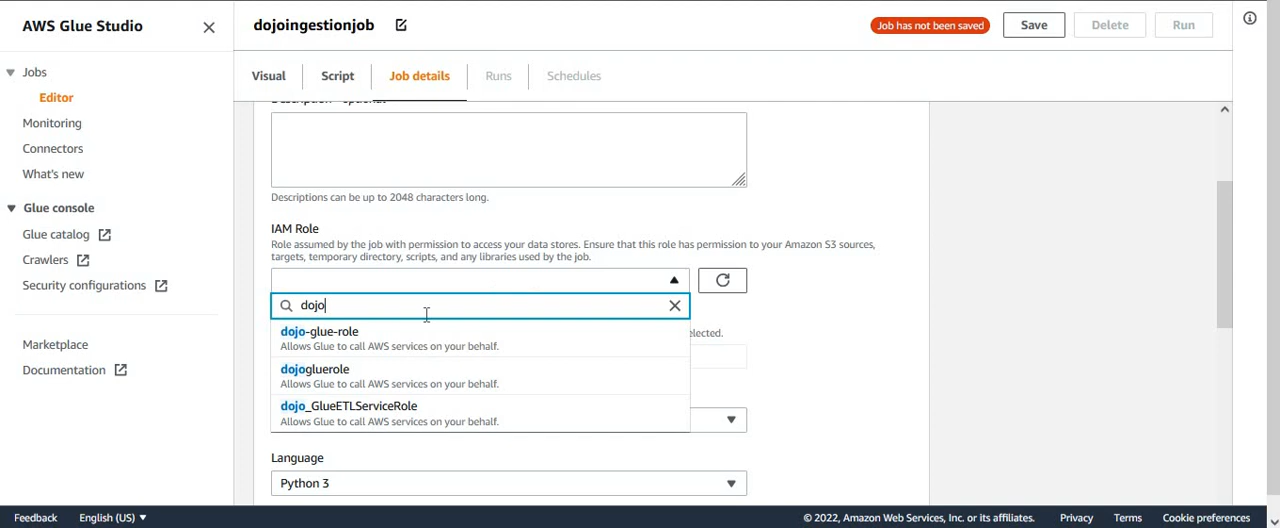 AWS Glue Studio
Jobs
Editor
Monitoring
Connectors
What's new
Glue console
Glue catalog
Crawlers
Security configurations
Marketplace
Documentation
dojoingestionjob
Job has not been saved
Save
Delete
Run
Visual
Script
Job details
Runs
Schedules
Descriptions can be up to 2048 characters long.
IAM Role
Role assumed by the job with permission to access your data stores. Ensure that this role has permission to your Amazon S3 sources,
targets, temporary directory, scripts, and any libraries used by the job.
dojo
dojo-glue-role
Allows Glue to call AWS services on your behalf.
dojogluerole
Allows Glue to call AWS services on your behalf.
dojo_GlueETLServiceRole
Allows Glue to call AWS services on your behalf.
Language
Python 3
Feedback
English (US)
© 2022, Amazon Web Services, Inc. or its affiliates.
Privacy
Terms
Cookie preferences